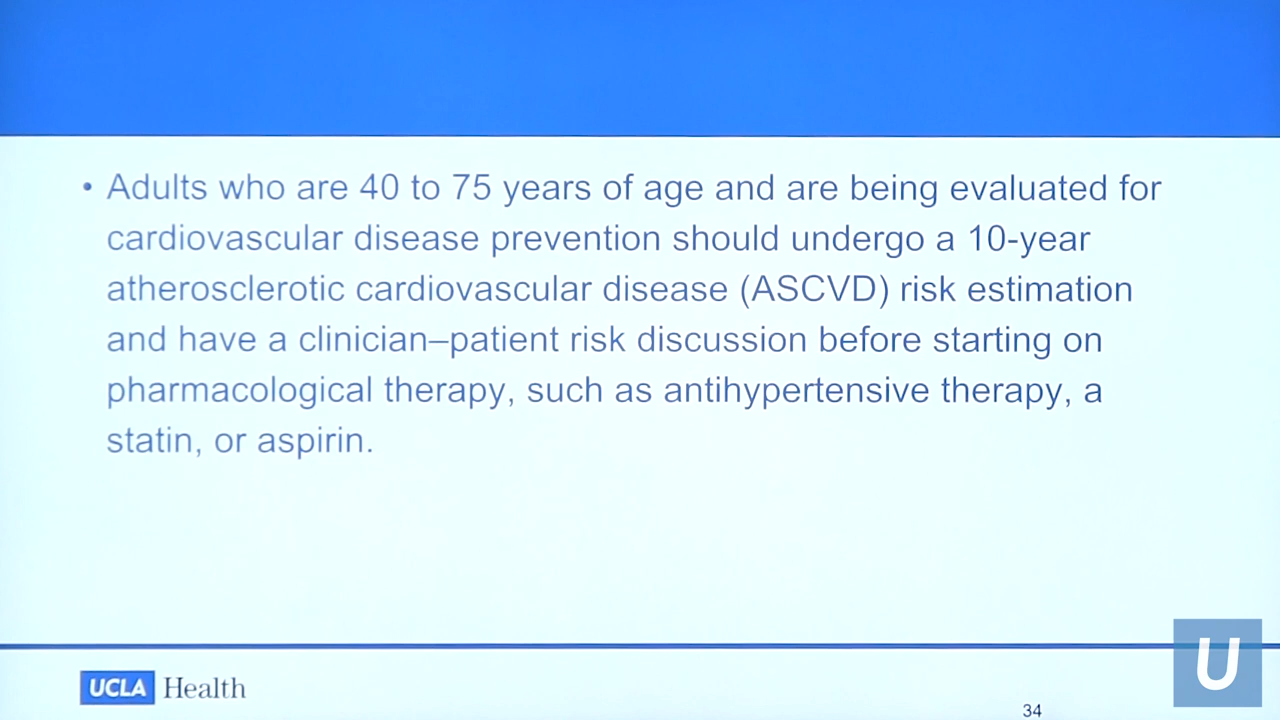 • Adults who are 40 to 75 years of age and are being evaluated for
cardiovascular disease prevention should undergo a 10-year
atherosclerotic cardiovascular disease (ASCVD) risk estimation
and have a clinician–patient risk discussion before starting on
pharmacological therapy, such as antihypertensive therapy, a
statin, or aspirin.
UCLA Health
34
U